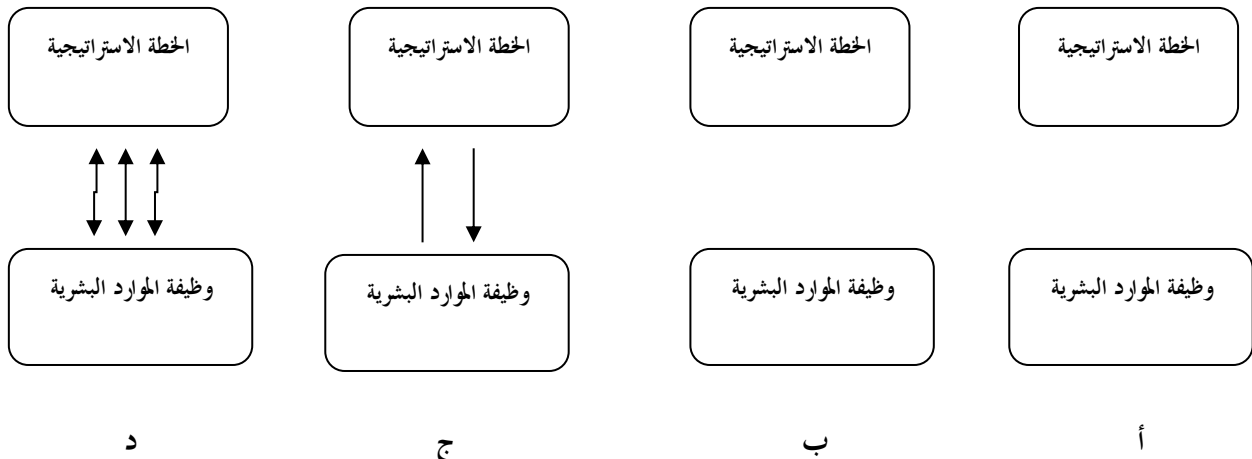 الخطة الاستراتيجية
الخطة الاستراتيجية
الخطة الاستراتيجية
الخطة الاستراتيجية
وظيفة الموارد البشرية
وظيفة الموارد البشرية
وظيفة الموارد البشرية
وظيفة الموارد البشرية
أ
ب
ج
د